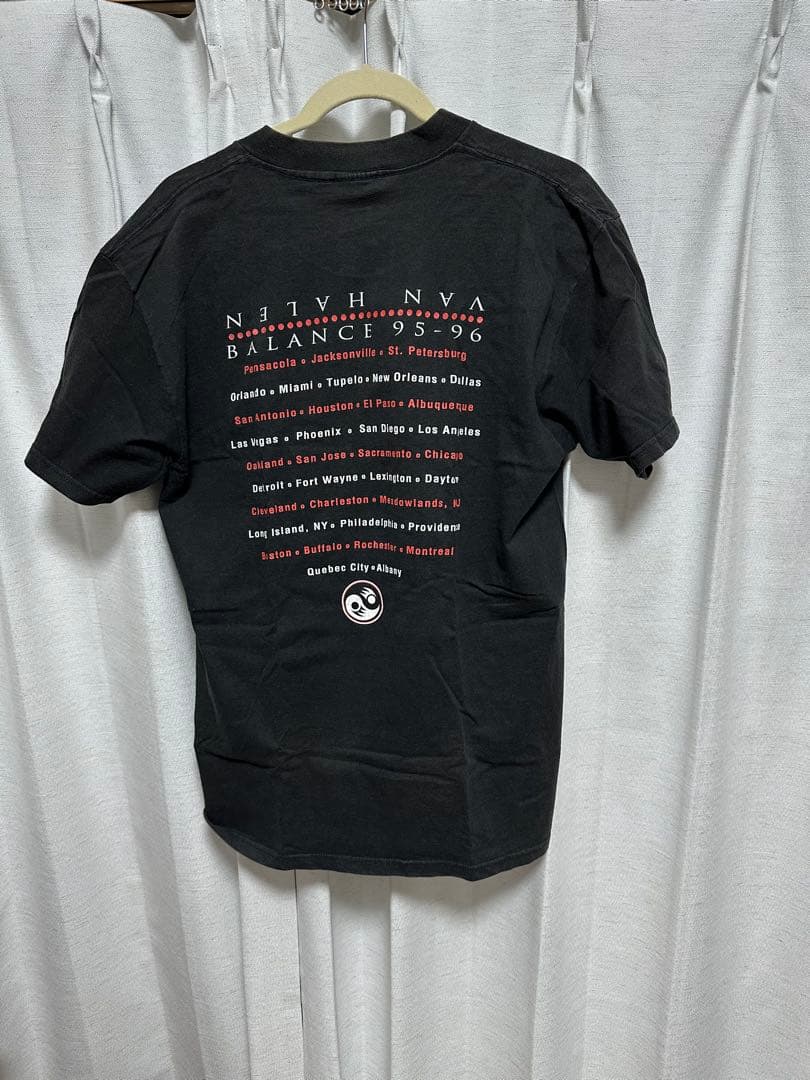 VAN HALEN
BALANCE 95-96
Pensacola • Jacksonville • St. Petersburg
Orlando • Miami • Tupelo • New Orleans • Dallas
San Antonio • Houston • El Paso • Albuquerque
Las Vegas • Phoenix • San Diego • Los Angeles
Oakland • San Jose • Sacramento • Chicago
Detroit • Fort Wayne • Lexington • Dayton
Cleveland • Charleston • Meadowlands, NJ
Long Island, NY • Philadelphia • Providence
Boston • Buffalo • Rochester • Montreal
Quebec City • Albany